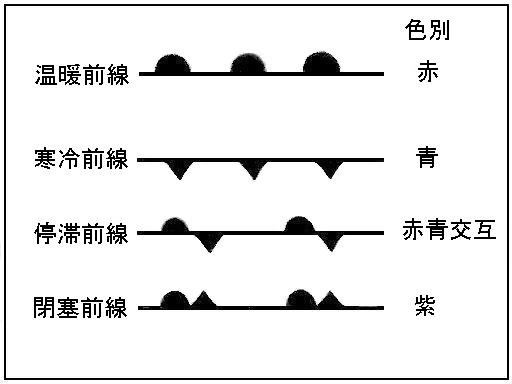 色別
温暖前線 赤
寒冷前線 青
停滞前線 赤青交互
閉塞前線 紫